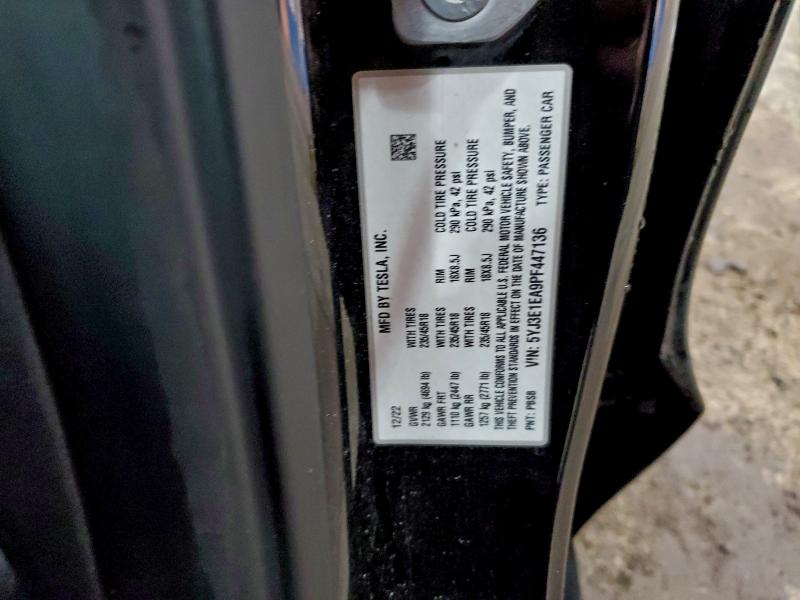 MFD BY TESLA, INC.
12/22
GVWR WITH TIRES RIM COLD TIRE PRESSURE
2129 kg (4694 lb) 235/45R18 18X8.5J 290 kPa, 42 psi
GAWR FRT WITH TIRES RIM COLD TIRE PRESSURE
1110 kg (2447 lb) 235/45R18 18X8.5J 290 kPa, 42 psi
GAWR RR WITH TIRES
1257 kg (2771 lb) 235/45R18
THIS VEHICLE CONFORMS TO ALL APPLICABLE U.S. FEDERAL MOTOR VEHICLE SAFETY, BUMPER, AND
THEFT PREVENTION STANDARDS IN EFFECT ON THE DATE OF MANUFACTURE SHOWN ABOVE.
VIN: 5YJ3E1EA9PF447136 TYPE: PASSENGER CAR
PNT: PBSB